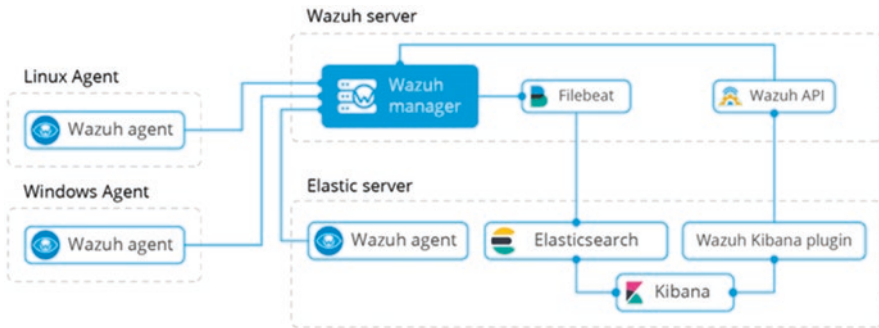 Wazuh server
Linux Agent
Wazuh agent
Wazuh
manager
Filebeat
Wazuh API
Windows Agent
Wazuh agent
Elastic server
Wazuh agent
Elasticsearch
Wazuh Kibana plugin
Kibana